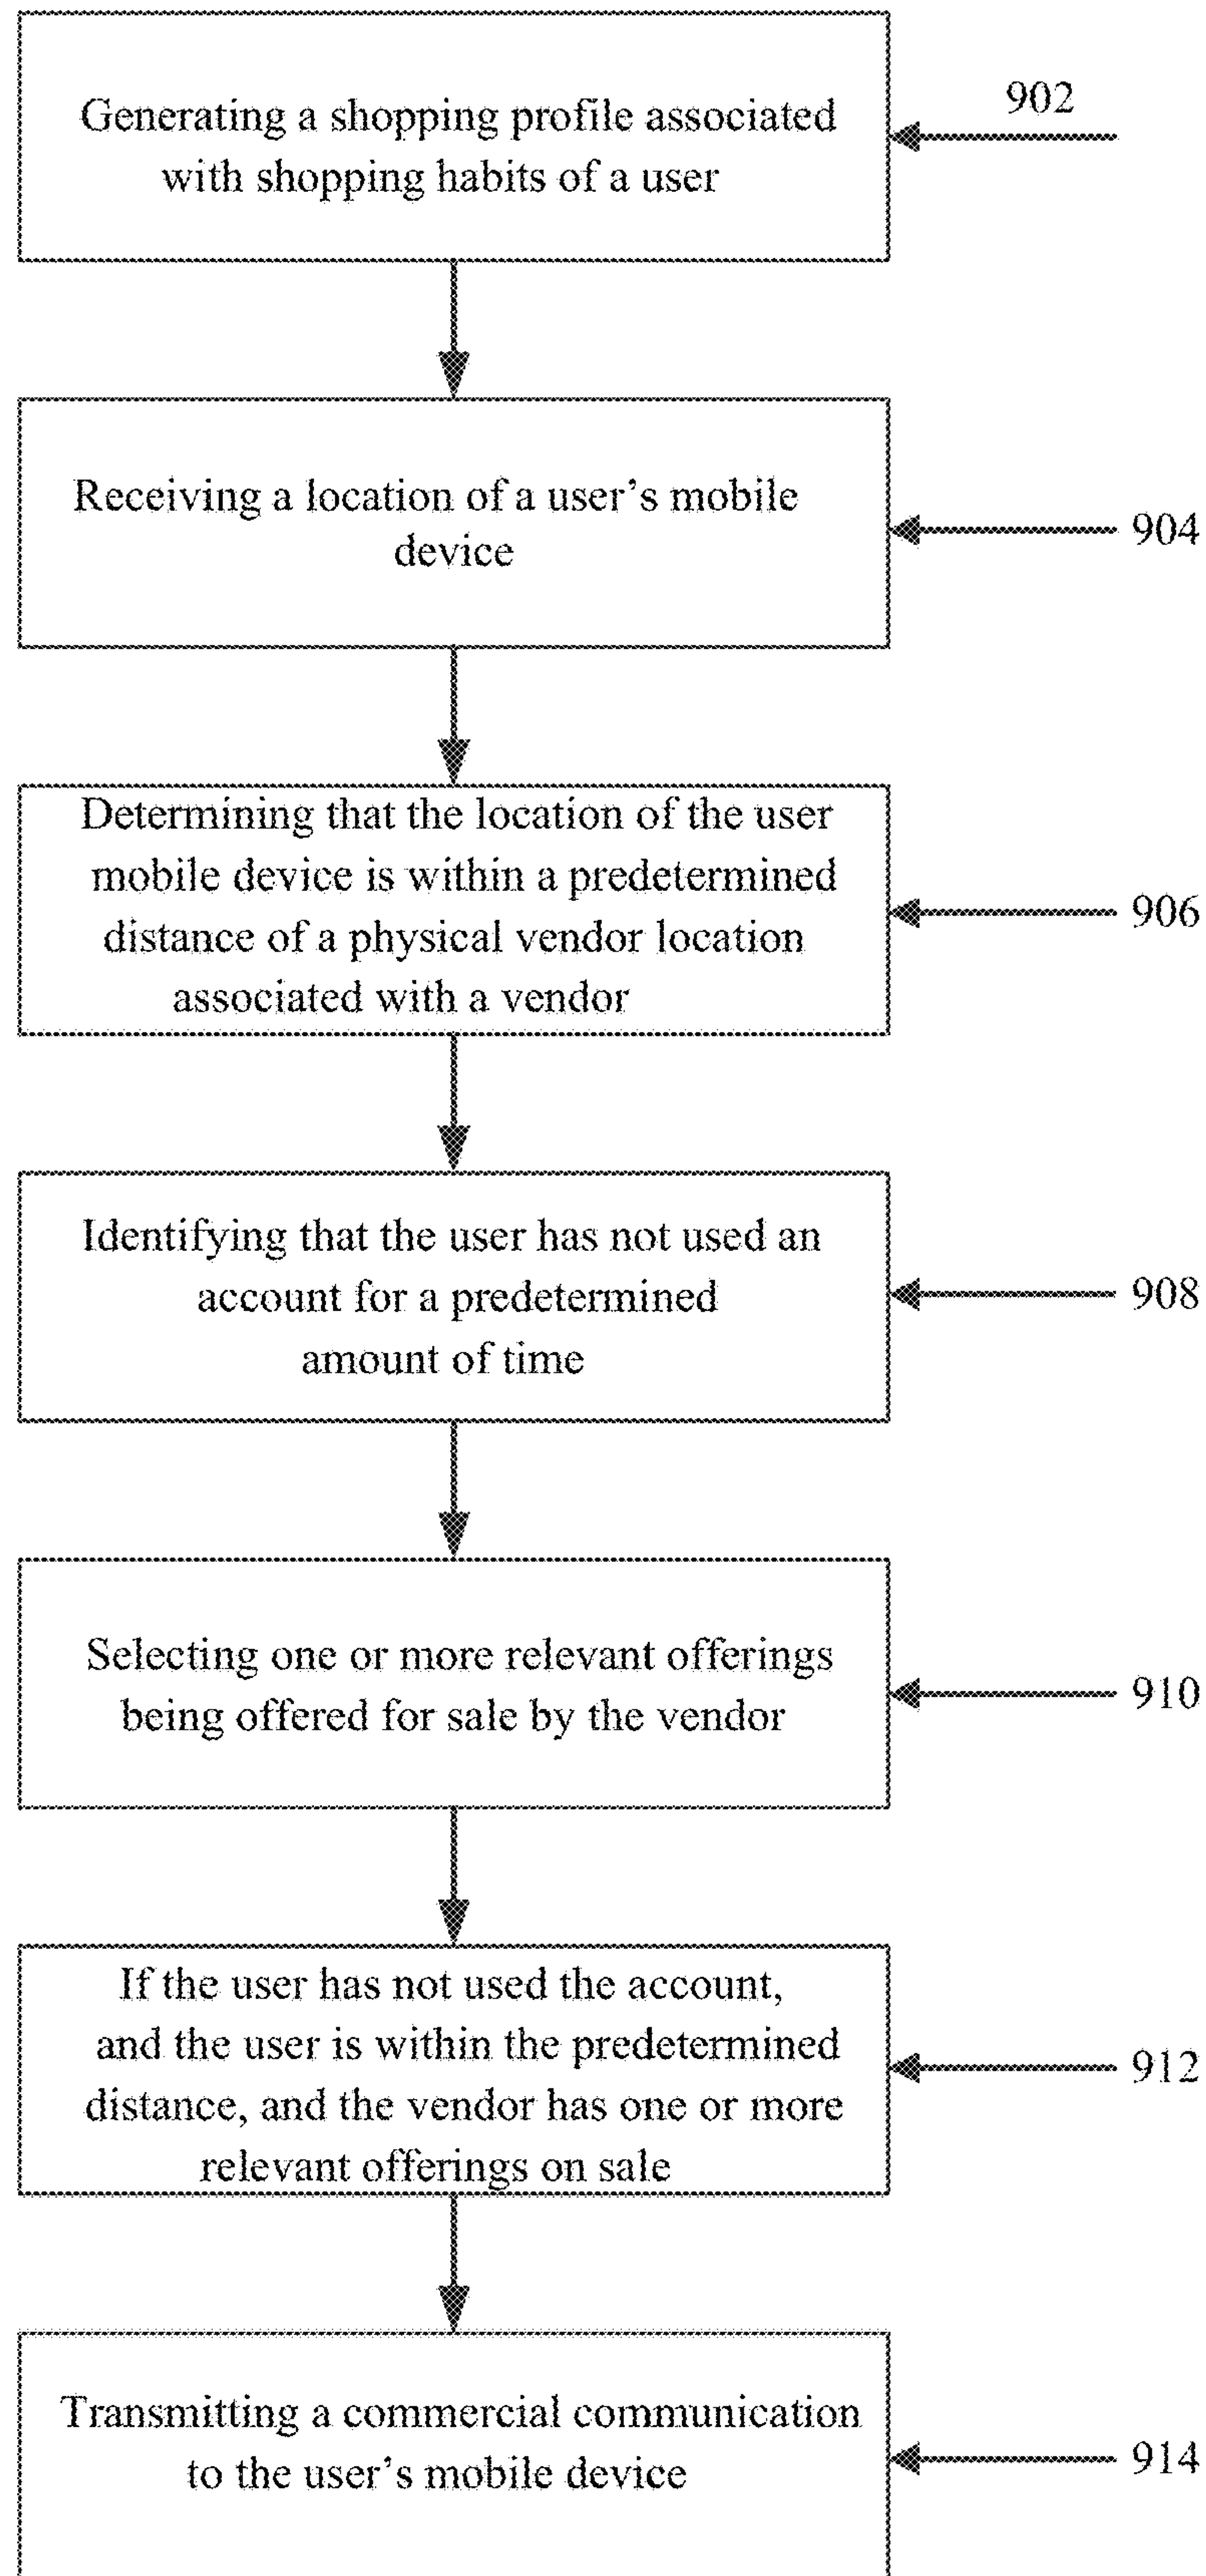 Generating a shopping profile associated
with shopping habits of a user
902
Receiving a location of a user's mobile
device
904
Determining that the location of the user
mobile device is within a predetermined
distance of a physical vendor location
associated with a vendor
906
Identifying that the user has not used an
account for a predetermined
amount of time
908
Selecting one or more relevant offerings
being offered for sale by the vendor
910
If the user has not used the account,
and the user is within the predetermined
distance, and the vendor has one or more
relevant offerings on sale
912
Transmitting a commercial communication
to the user's mobile device
914